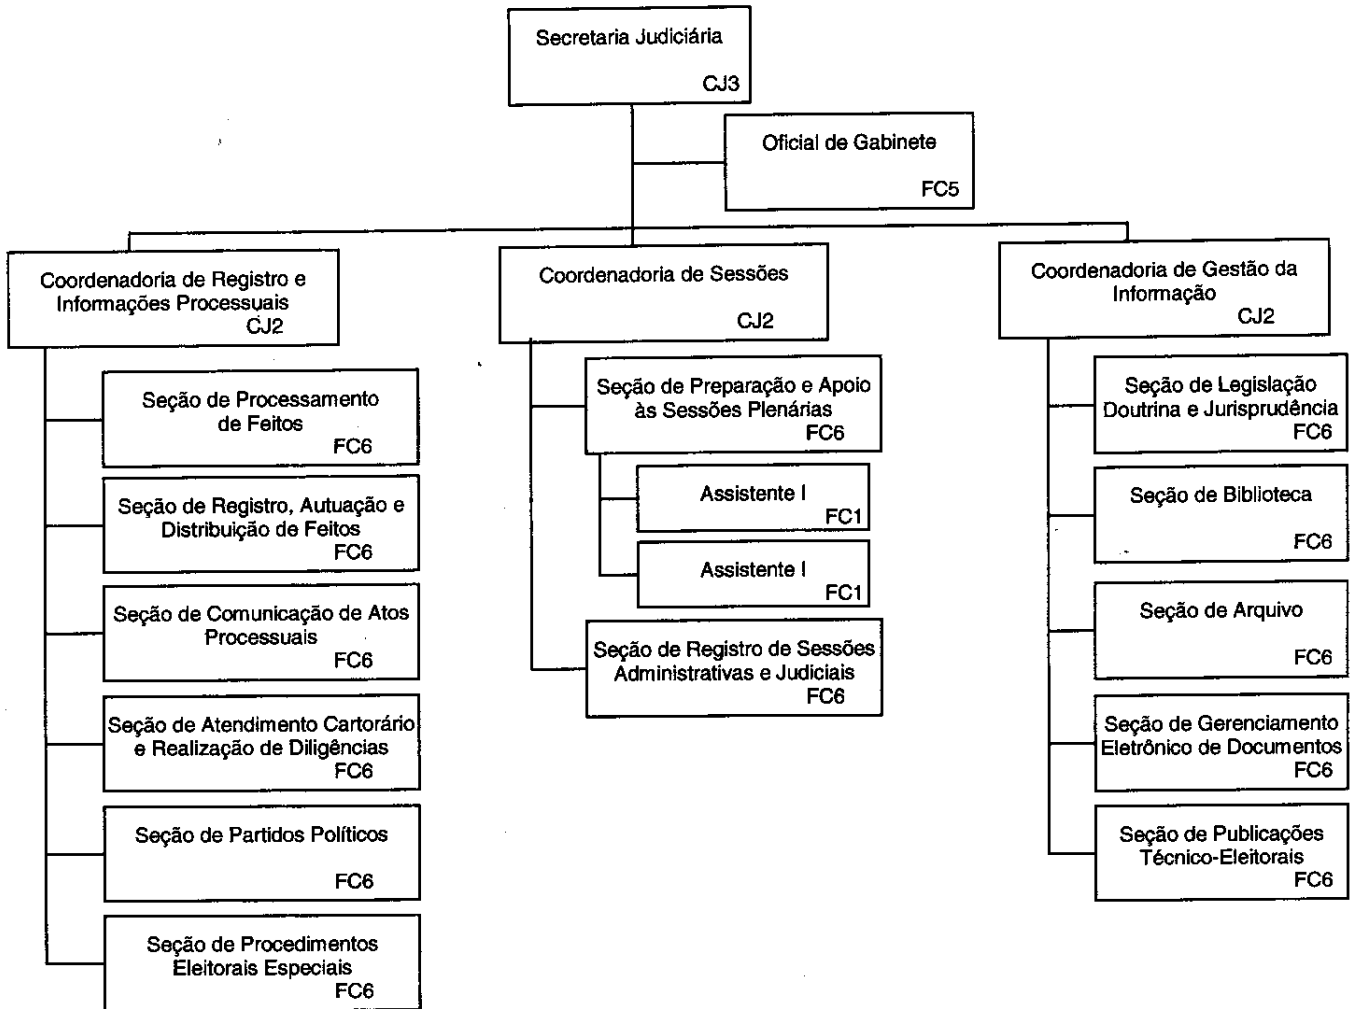 Secretaria Judiciária
CJ3
Oficial de Gabinete
FC5
Coordenadoria de Registro e
Informações Processuais
CJ2
Seção de Processamento
de Feitos
FC6
Seção de Registro, Autuação e
Distribuição de Feitos
FC6
Seção de Comunicação de Atos
Processuais
FC6
Seção de Atendimento Cartorário
e Realização de Diligências
FC6
Seção de Partidos Políticos
FC6
Seção de Procedimentos
Eleitorais Especiais
FC6
Coordenadoria de Sessões
CJ2
Seção de Preparação e Apoio
às Sessões Plenárias
FC6
Assistente I
FC1
Assistente I
FC1
Seção de Registro de Sessões
Administrativas e Judiciais
FC6
Coordenadoria de Gestão da
Informação
CJ2
Seção de Legislação
Doutrina e Jurisprudência
FC6
Seção de Biblioteca
FC6
Seção de Arquivo
FC6
Seção de Gerenciamento
Eletrônico de Documentos
FC6
Seção de Publicações
Técnico-Eleitorais
FC6